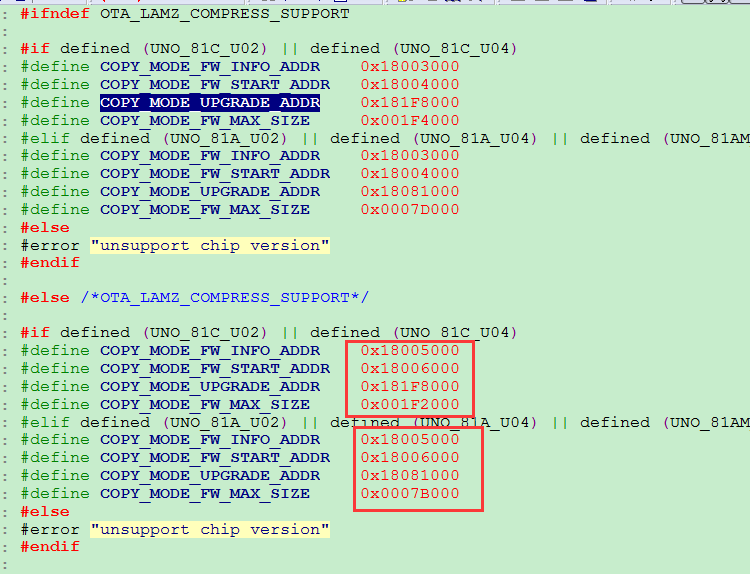 #ifndef OTA_LAMZ_COMPRESS_SUPPORT
#if defined (UNO_81C_U02) || defined (UNO_81C_U04)
#define COPY_MODE_FW_INFO_ADDR 0x18003000
#define COPY_MODE_FW_START_ADDR 0x18004000
#define COPY_MODE_UPGRADE_ADDR 0x181F8000
#define COPY_MODE_FW_MAX_SIZE 0x001F4000
#elif defined (UNO_81A_U02) || defined (UNO_81A_U04) || defined (UNO_81AM
#define COPY_MODE_FW_INFO_ADDR 0x18003000
#define COPY_MODE_FW_START_ADDR 0x18004000
#define COPY_MODE_UPGRADE_ADDR 0x18081000
#define COPY_MODE_FW_MAX_SIZE 0x0007D000
#else
#error "unsupport chip version"
#endif
#else /*OTA_LAMZ_COMPRESS_SUPPORT*/
#if defined (UNO_81C_U02) || defined (UNO_81C_U04)
#define COPY_MODE_FW_INFO_ADDR 0x18005000
#define COPY_MODE_FW_START_ADDR 0x18006000
#define COPY_MODE_UPGRADE_ADDR 0x181F8000
#define COPY_MODE_FW_MAX_SIZE 0x001F2000
#elif defined (UNO_81A_U02) || defined (UNO_81A_U04) || defined (UNO_81AM
#define COPY_MODE_FW_INFO_ADDR 0x18005000
#define COPY_MODE_FW_START_ADDR 0x18006000
#define COPY_MODE_UPGRADE_ADDR 0x18081000
#define COPY_MODE_FW_MAX_SIZE 0x0007B000
#else
#error "unsupport chip version"
#endif